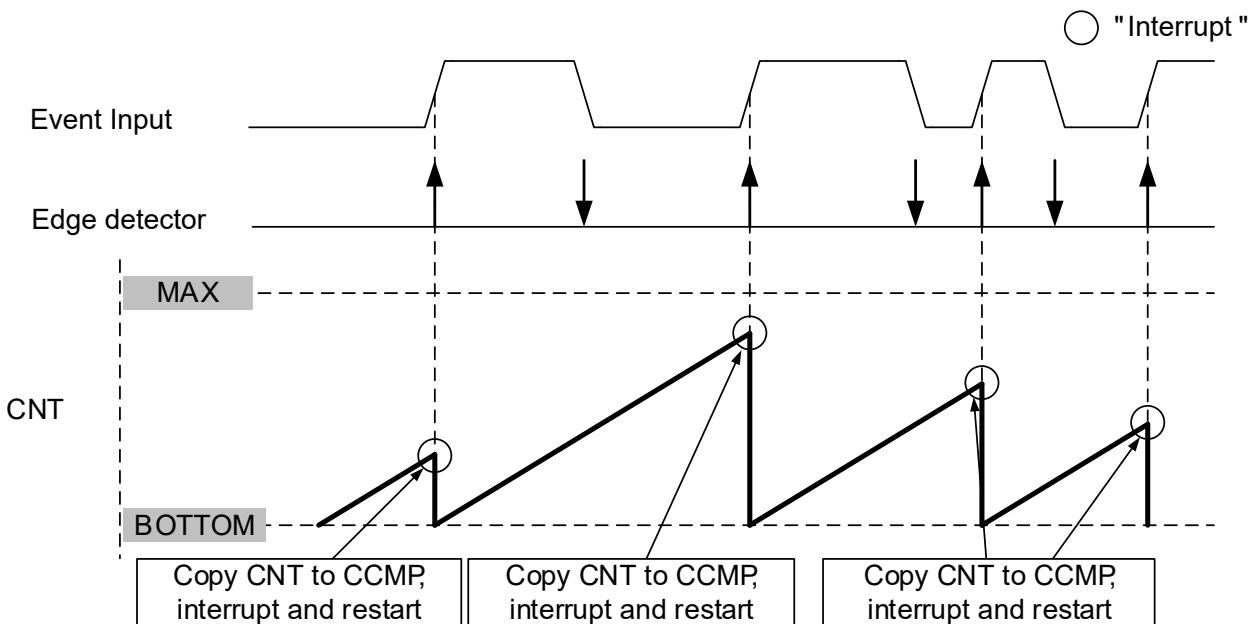 "Interrupt"
Event Input
Edge detector
MAX
CNT
BOTTOM
Copy CNT to CCMP,
interrupt and restart
Copy CNT to CCMP,
interrupt and restart
Copy CNT to CCMP,
interrupt and restart